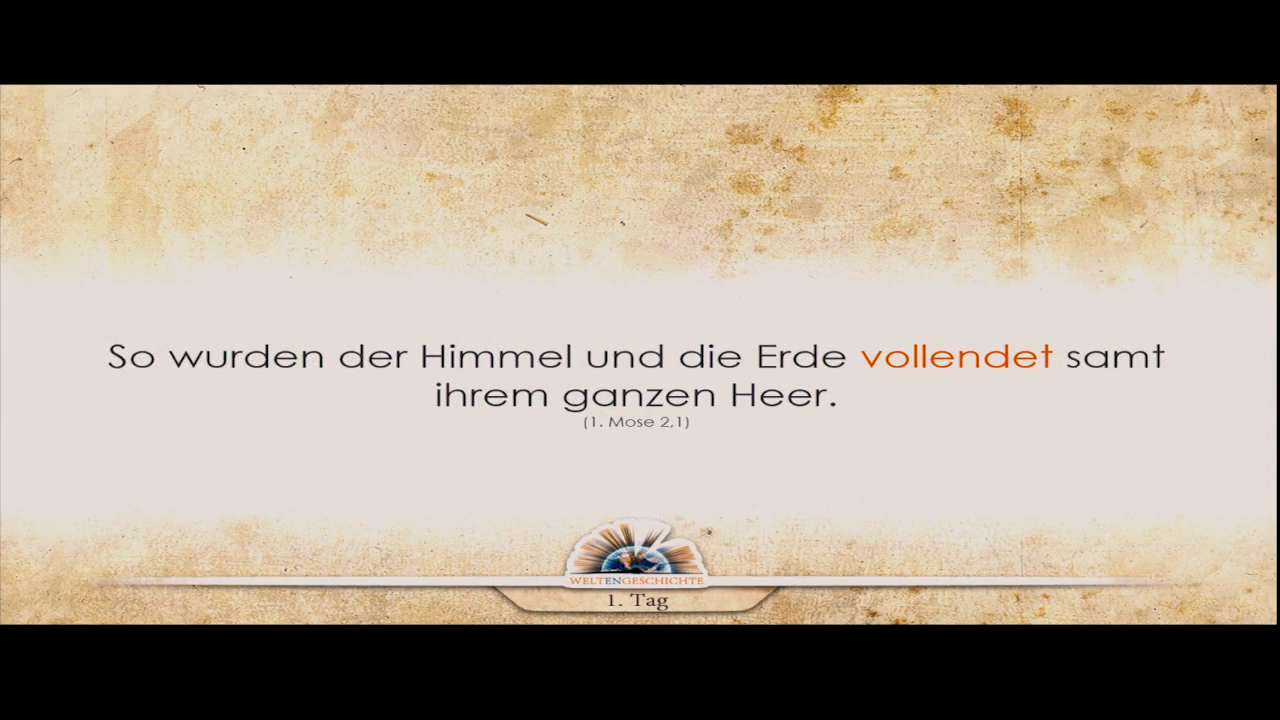 So wurden der Himmel und die Erde vollendet samt
ihrem ganzen Heer.
(1. Mose 2,1)
WELTENGESCHICHTE
1. Tag